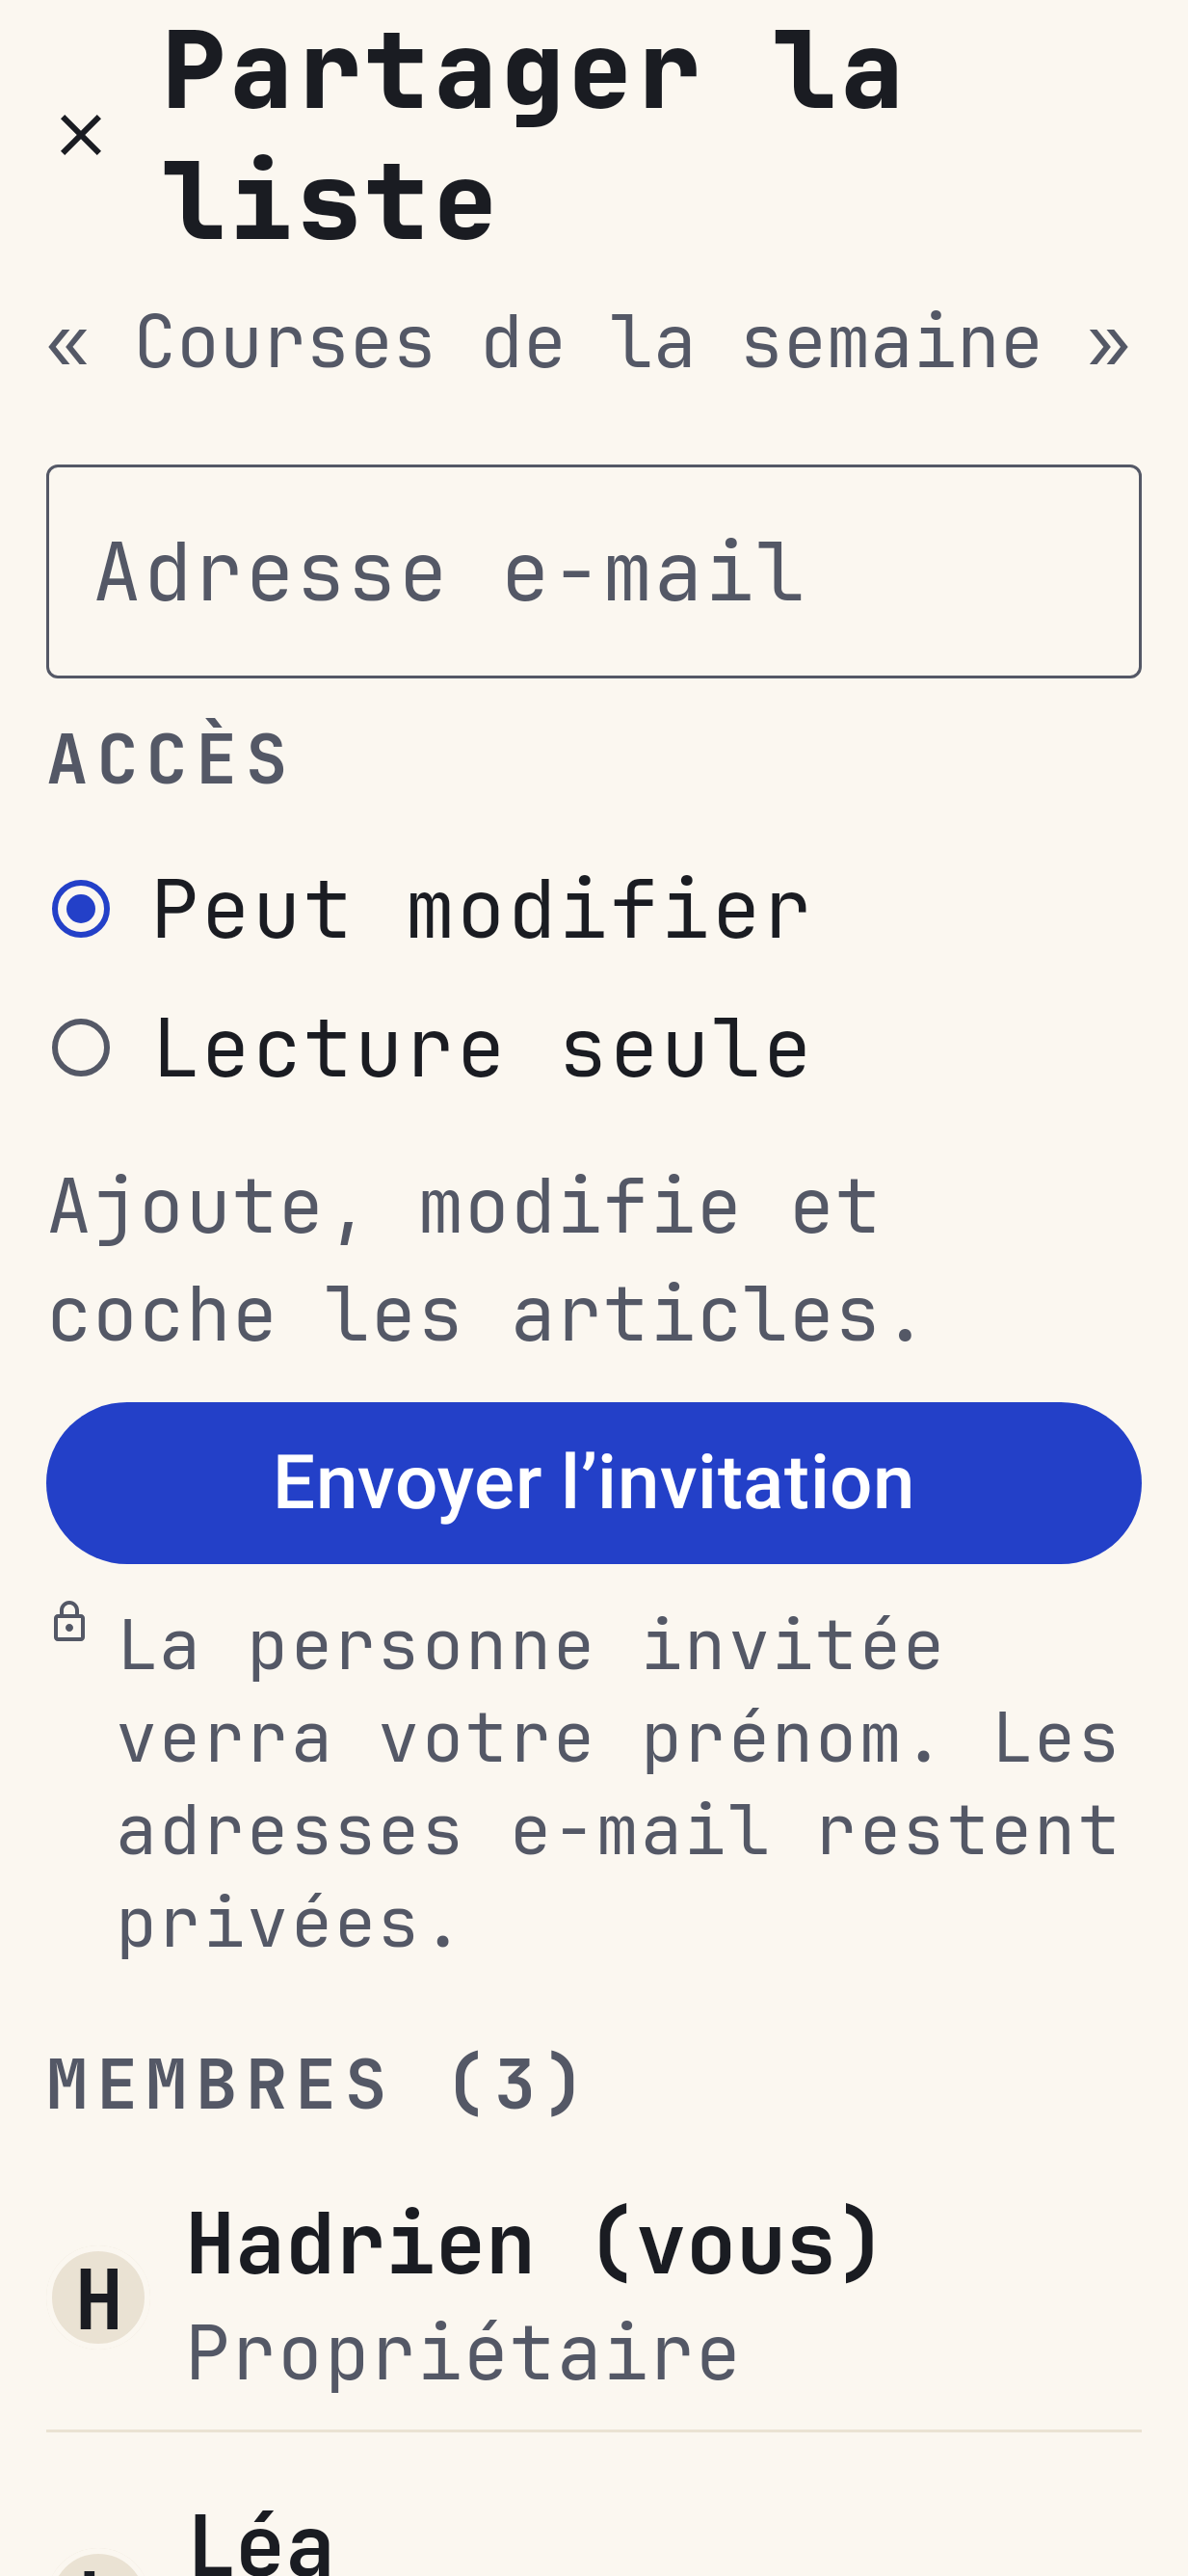 Partager la
liste
« Courses de la semaine »
Adresse e-mail
ACCÈS
Peut modifier
Lecture seule
Ajoute, modifie et
coche les articles.
Envoyer l’invitation
La personne invitée
verra votre prénom. Les
adresses e-mail restent
privées.
MEMBRES (3)
Hadrien (vous)
H
Propriétaire
Léa